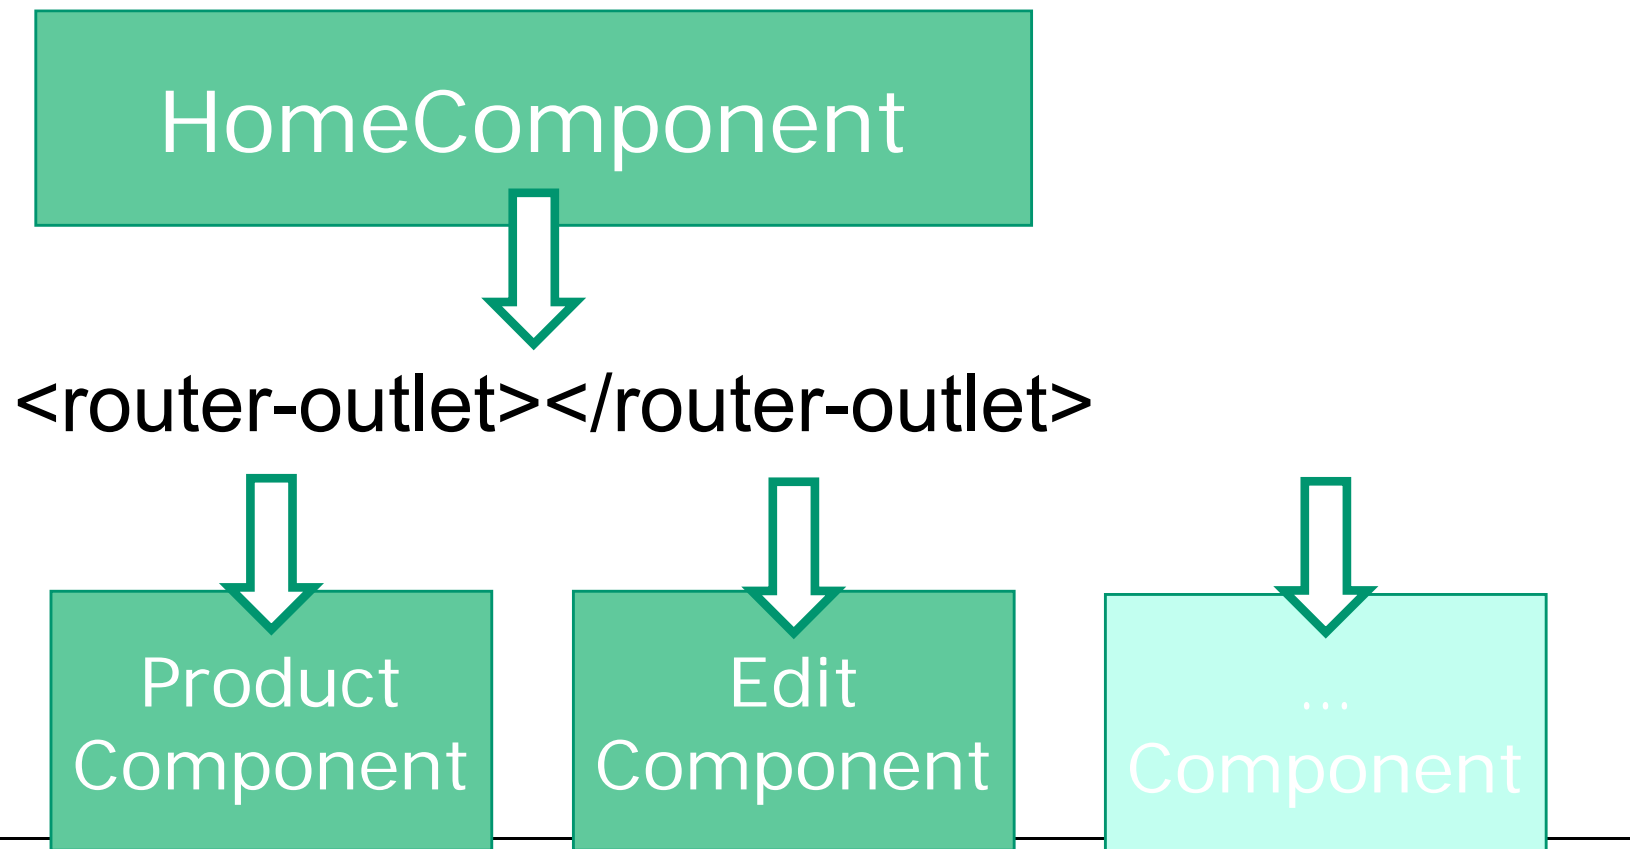 HomeComponent
<router-outlet></router-outlet>
Product
Component
Edit
Component
...
Component